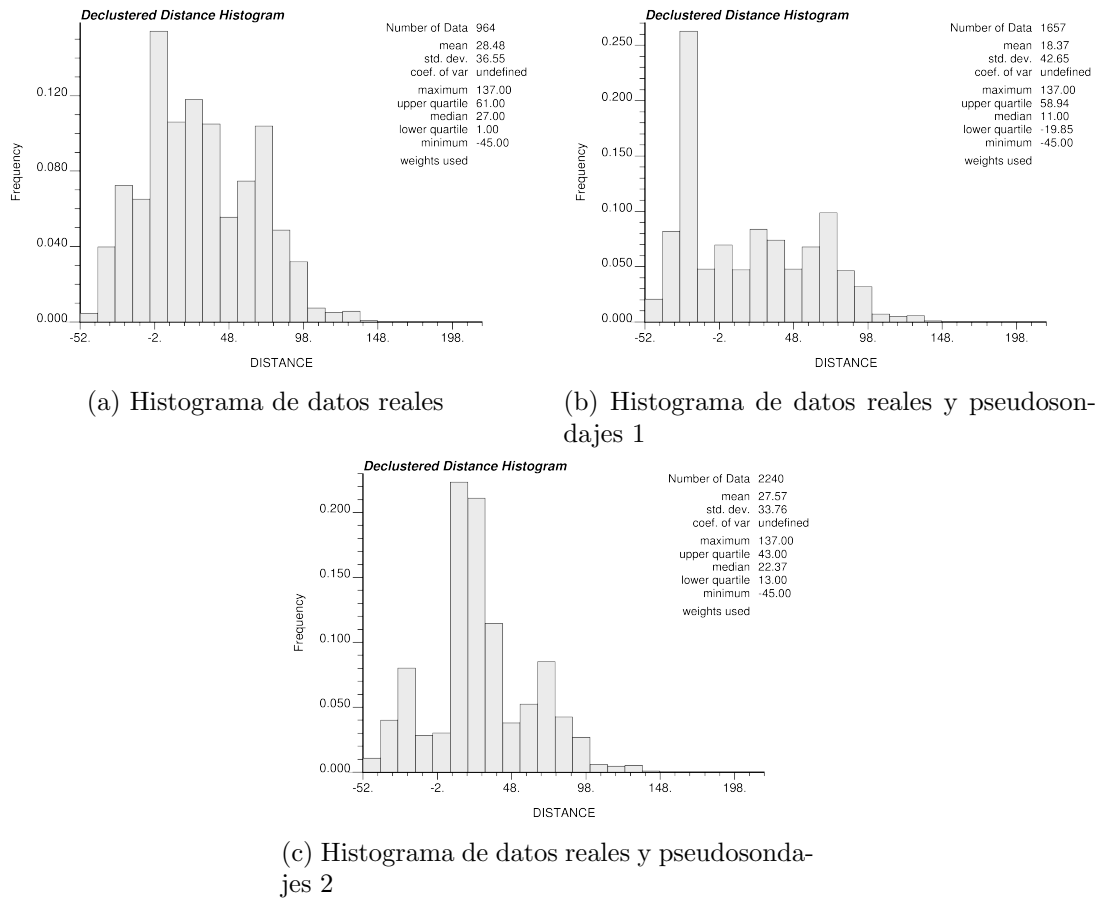 Declustered Distance Histogram
Number of Data 964
mean 28.48
std. dev. 36.55
coef. of var undefined
maximum 137.00
upper quartile 61.00
median 27.00
lower quartile 1.00
minimum -45.00
weights used
Frequency
0.120
0.080
0.040
0.000
-52. -2. 48. 98. 148. 198.
DISTANCE
(a) Histograma de datos reales
Declustered Distance Histogram
Number of Data 1657
mean 18.37
std. dev. 42.65
coef. of var undefined
maximum 137.00
upper quartile 58.94
median 11.00
lower quartile -19.85
minimum -45.00
weights used
Frequency
0.250
0.200
0.150
0.100
0.050
0.000
-52. -2. 48. 98. 148. 198.
DISTANCE
(b) Histograma de datos reales y pseudoson-
dajes 1
Declustered Distance Histogram
Number of Data 2240
mean 27.57
std. dev. 33.76
coef. of var undefined
maximum 137.00
upper quartile 43.00
median 22.37
lower quartile 13.00
minimum -45.00
weights used
Frequency
0.200
0.150
0.100
0.050
0.000
-52. -2. 48. 98. 148. 198.
DISTANCE
(c) Histograma de datos reales y pseudosonda-
jes 2